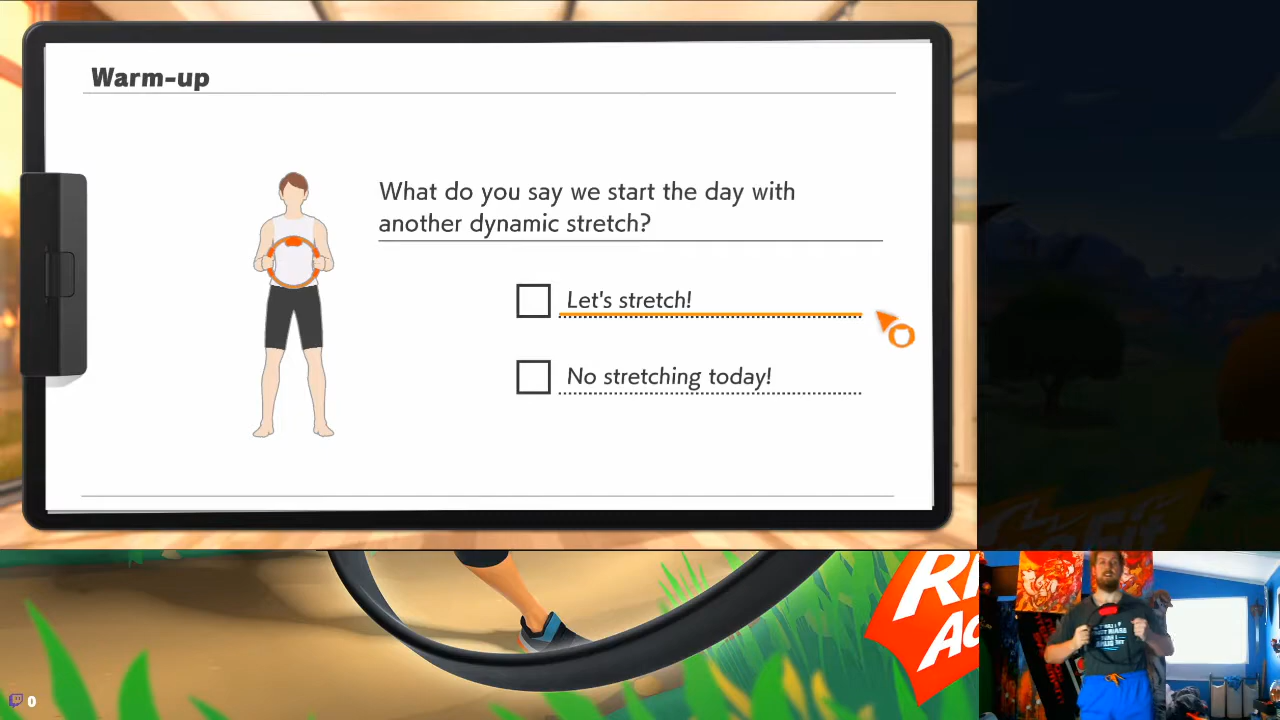 Warm-up
What do you say we start the day with
another dynamic stretch?
Let's stretch!
No stretching today!
0